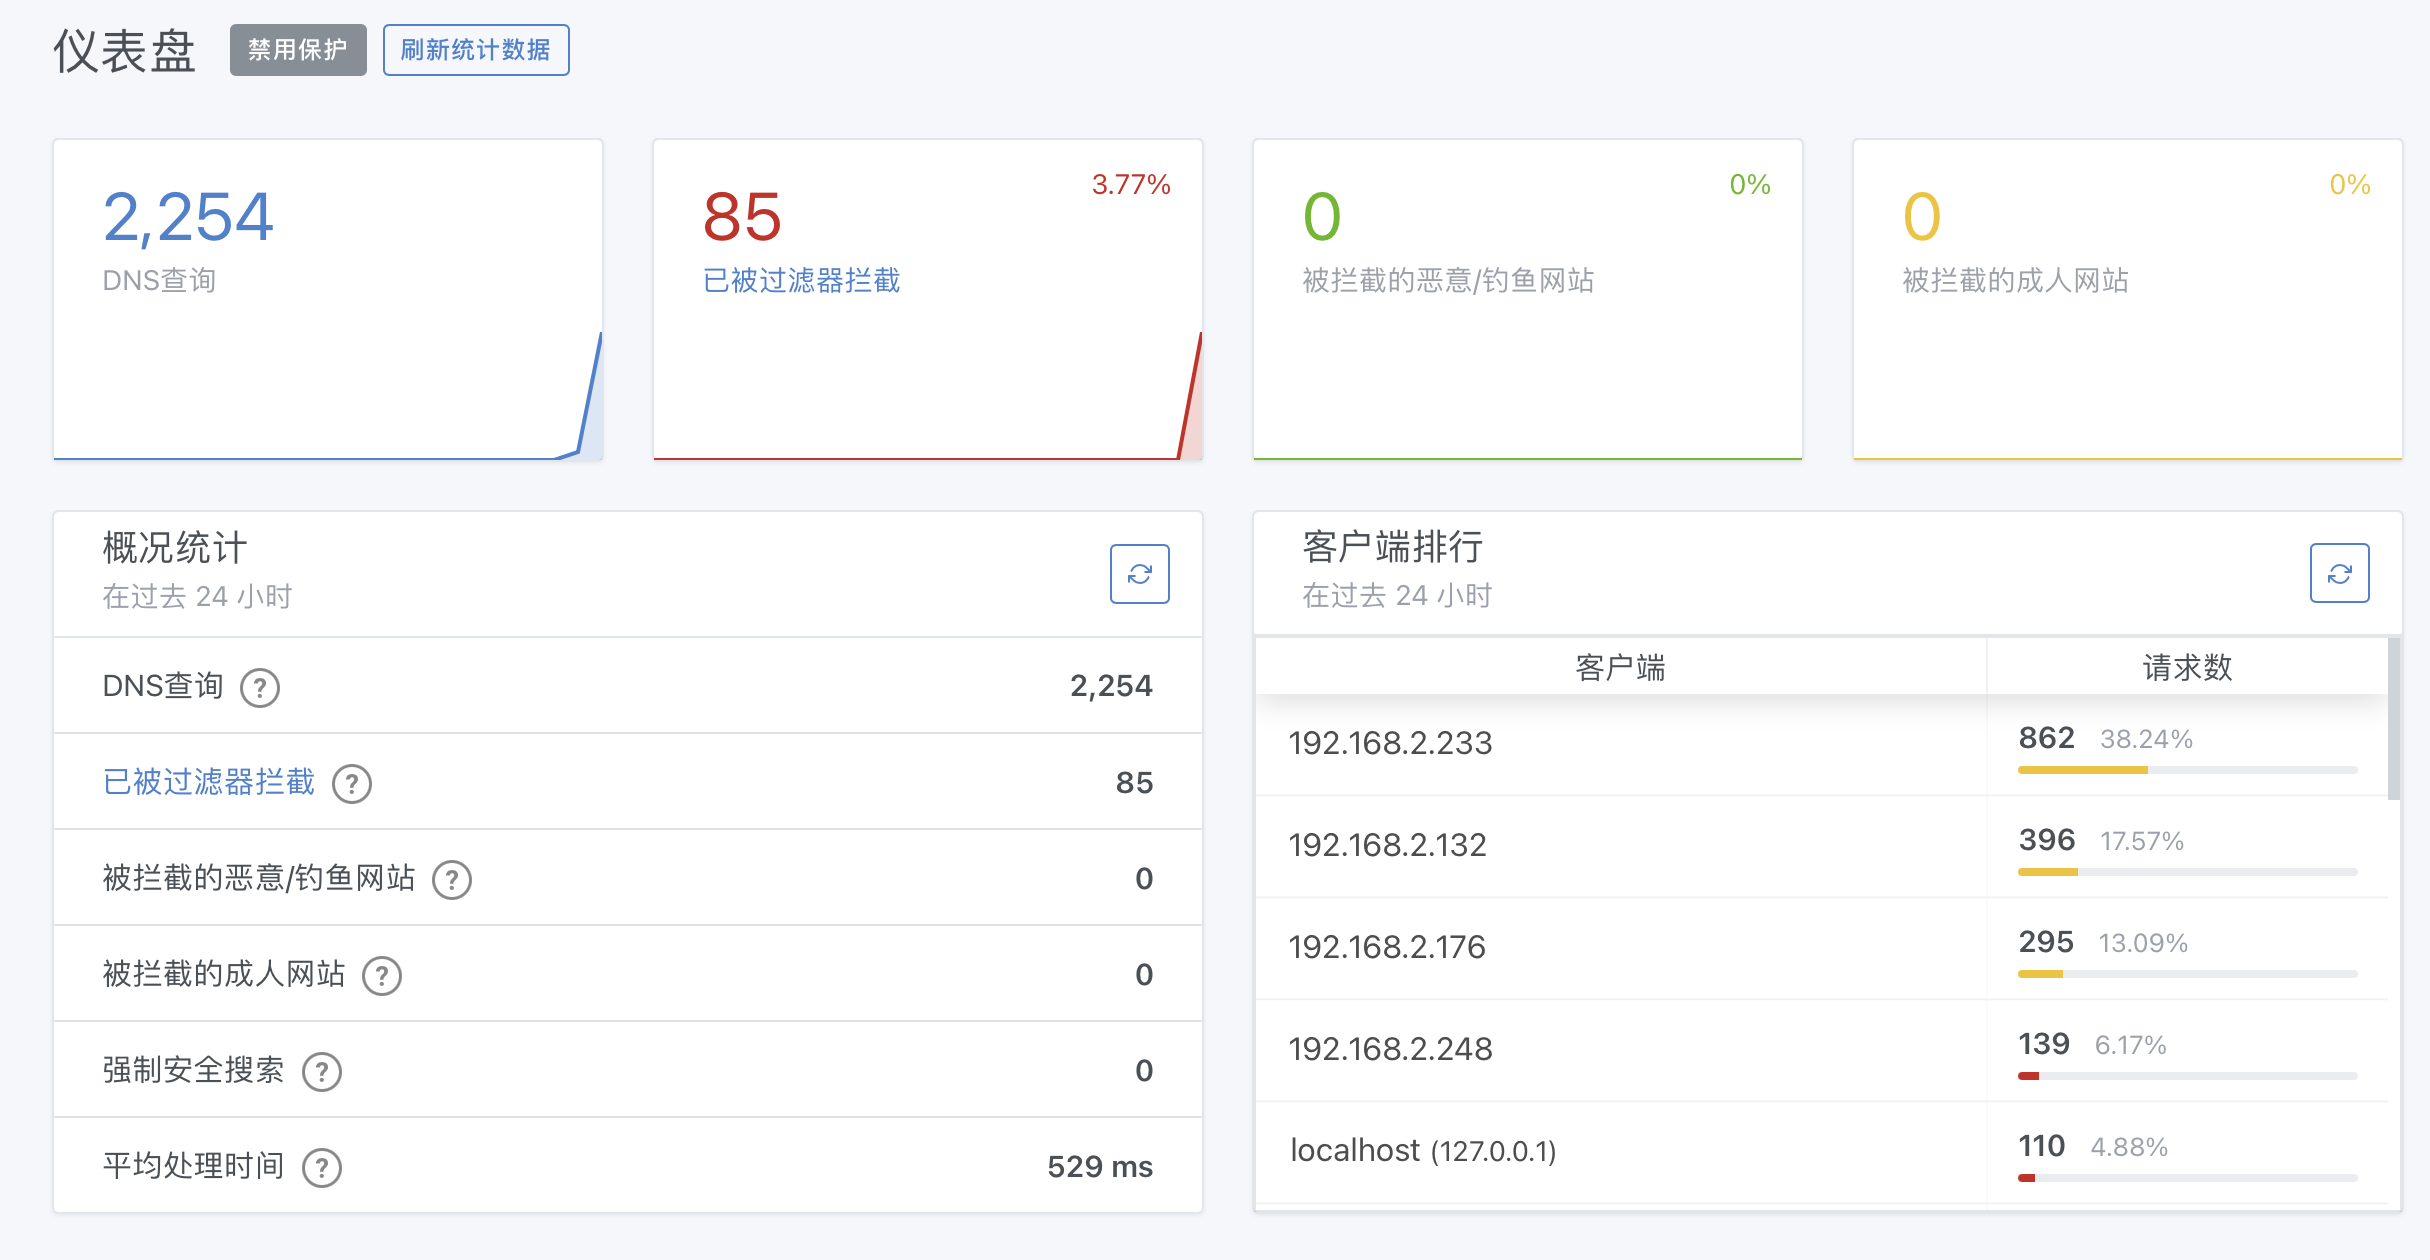 仪表盘 禁用保护 刷新统计数据
2,254
DNS查询
3.77%
85
已被过滤器拦截
0%
0
被拦截的恶意/钓鱼网站
0%
0
被拦截的成人网站
概况统计
在过去 24 小时
DNS查询 ? 2,254
已被过滤器拦截 ? 85
被拦截的恶意/钓鱼网站 ? 0
被拦截的成人网站 ? 0
强制安全搜索 ? 0
平均处理时间 ? 529 ms
客户端排行
在过去 24 小时
客户端 请求数
192.168.2.233 862 38.24%
192.168.2.132 396 17.57%
192.168.2.176 295 13.09%
192.168.2.248 139 6.17%
localhost (127.0.0.1) 110 4.88%